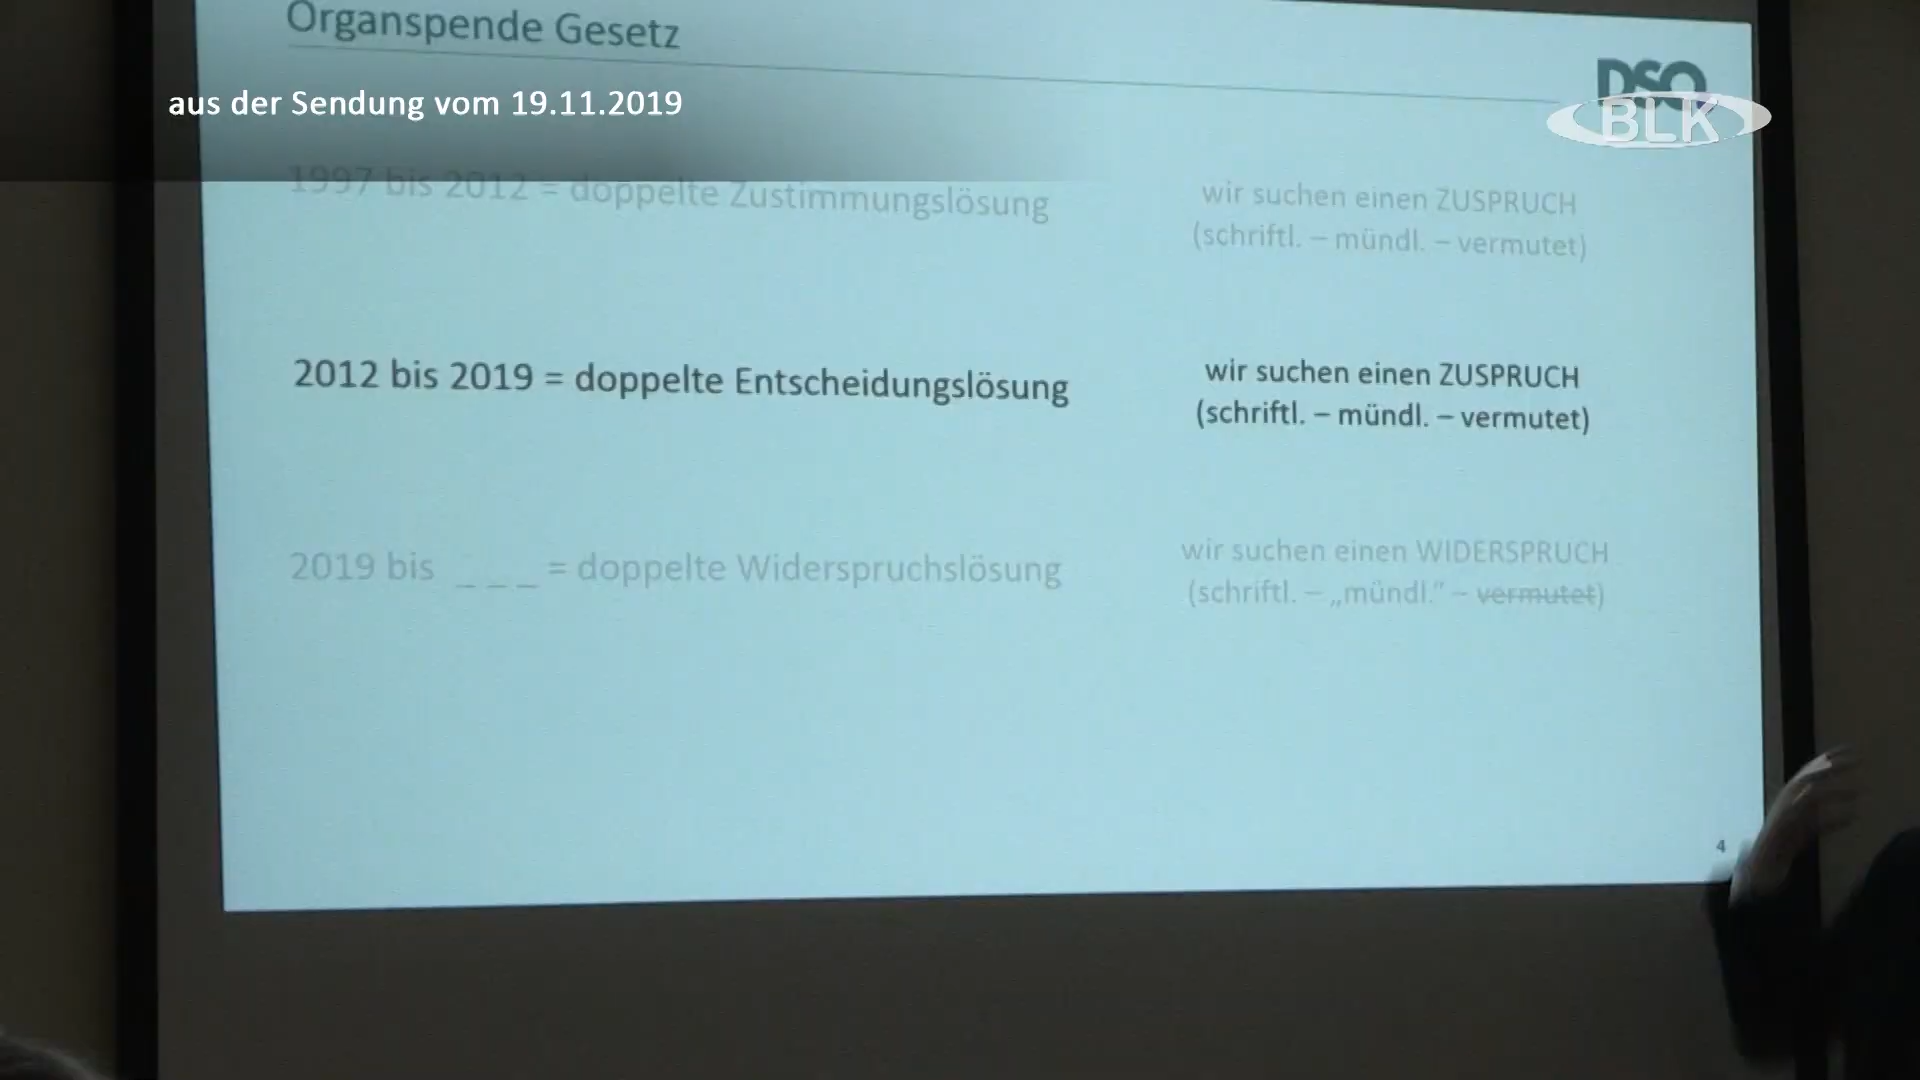 Organspende Gesetz
DSO
BLK
aus der Sendung vom 19.11.2019
1997 bis 2012 = doppelte Zustimmungslösung
wir suchen einen ZUSPRUCH
(schriftl. – mündl. – vermutet)
2012 bis 2019 = doppelte Entscheidungslösung
wir suchen einen ZUSPRUCH
(schriftl. – mündl. – vermutet)
2019 bis _ _ _ = doppelte Widerspruchslösung
wir suchen einen WIDERSPRUCH
(schriftl. – „mündl.“ – vermutet)
4